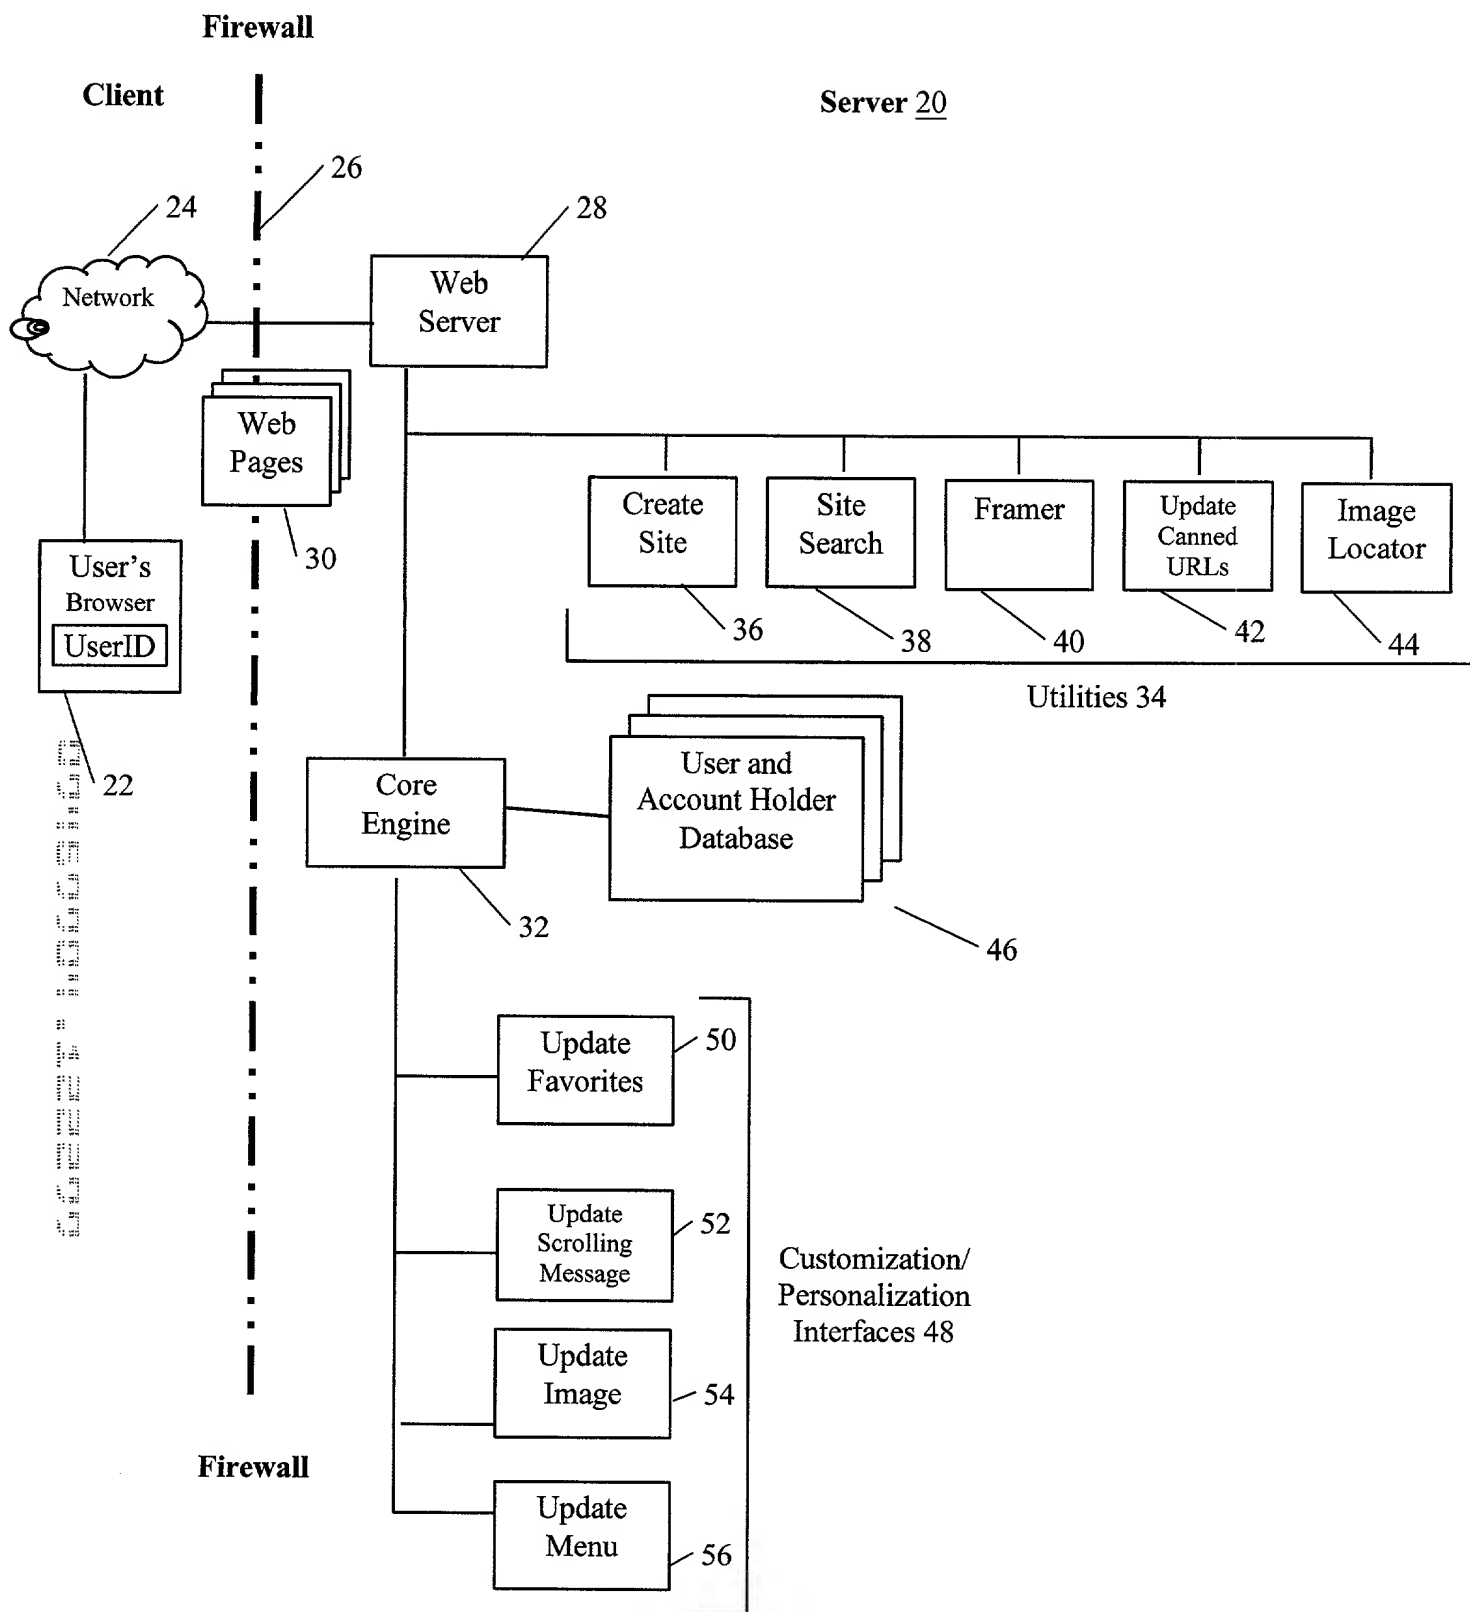 Firewall
Client
Server 20
26
24
28
Network
Web
Server
Web
Pages
30
User's
Browser
UserID
22
Create
Site
36
Site
Search
38
Framer
40
Update
Canned
URLs
42
Image
Locator
44
Utilities 34
Core
Engine
32
User and
Account Holder
Database
46
Update
Favorites
50
Update
Scrolling
Message
52
Update
Image
54
Update
Menu
56
Customization/
Personalization
Interfaces 48
Firewall